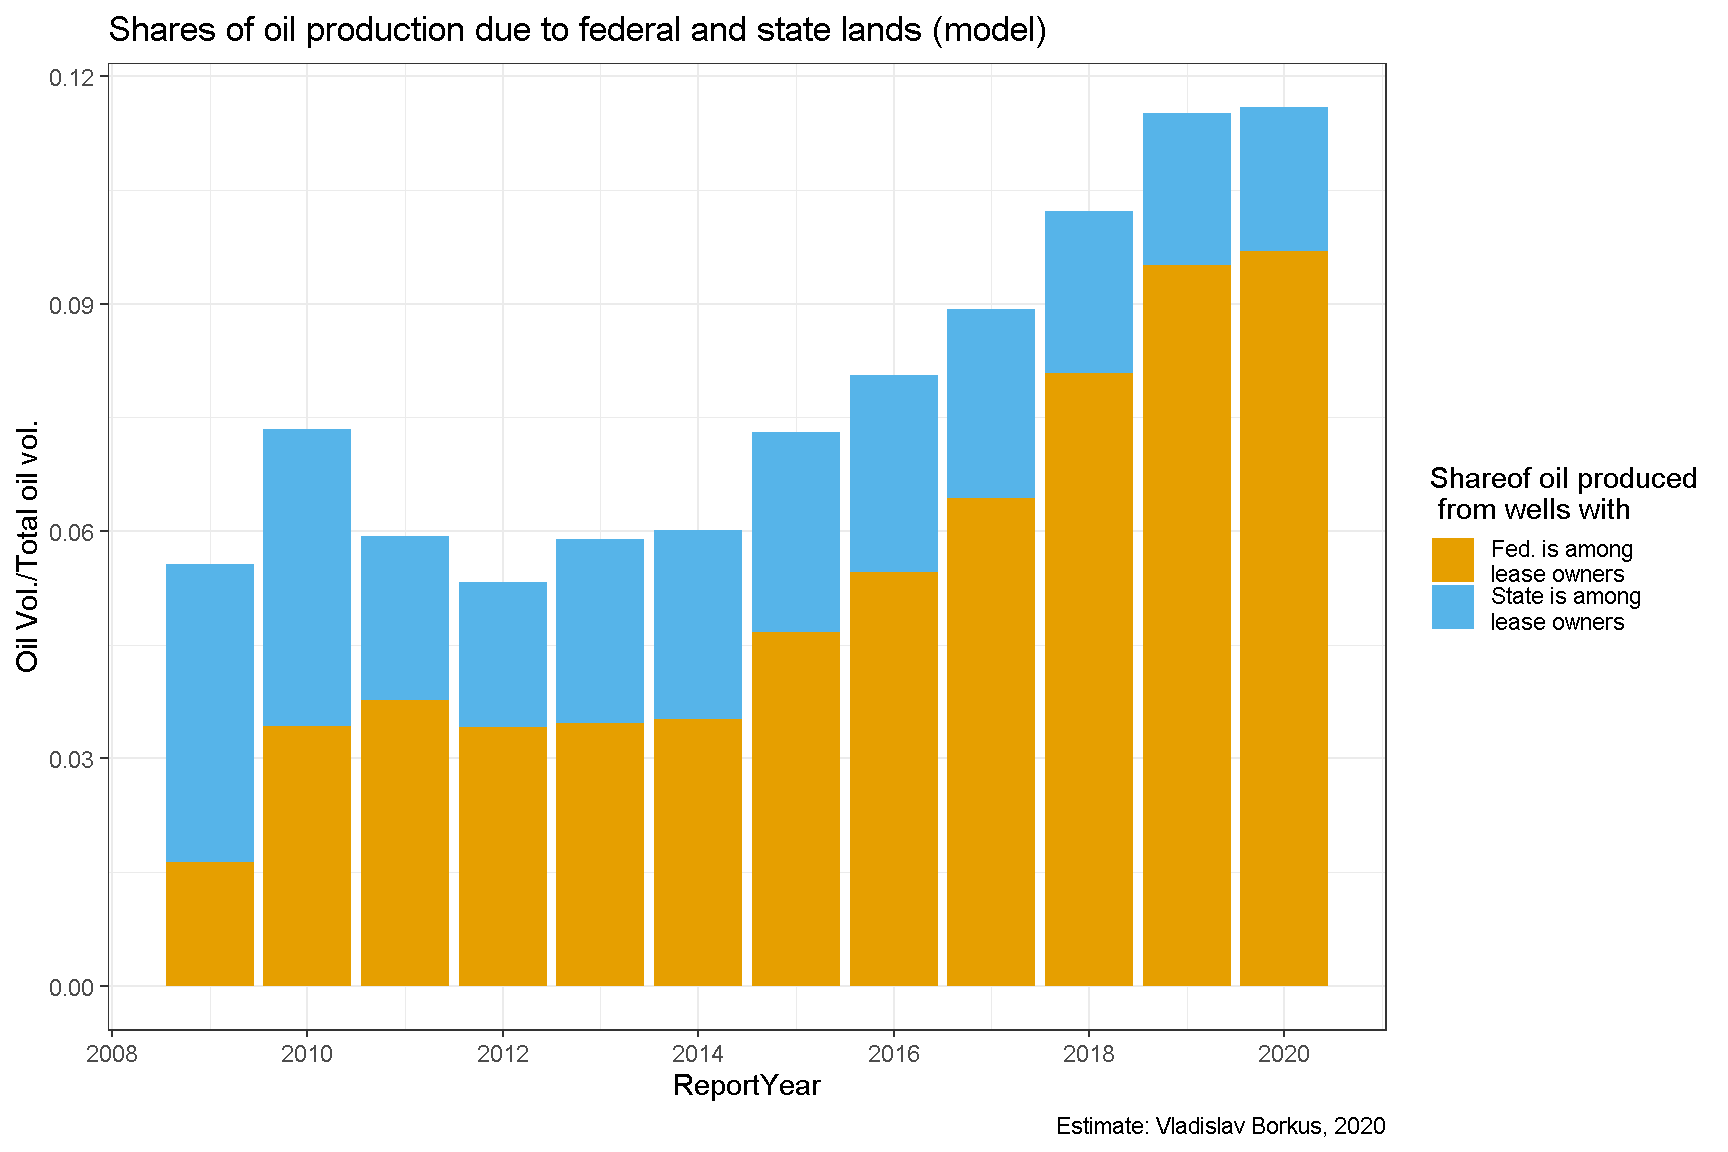 Shares of oil production due to federal and state lands (model)
0.12
0.09
0.06
0.03
0.00
Oil Vol./Total oil vol.
2008 2010 2012 2014 2016 2018 2020
ReportYear
Shareof oil produced
from wells with
Fed. is among
lease owners
State is among
lease owners
Estimate: Vladislav Borkus, 2020